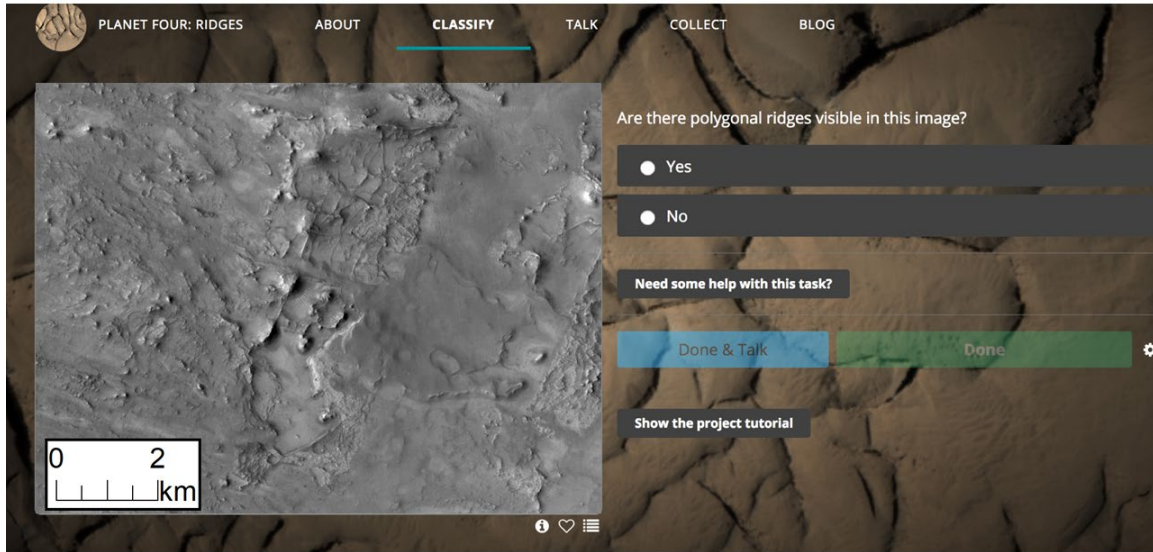 PLANET FOUR: RIDGES ABOUT CLASSIFY TALK COLLECT BLOG
Are there polygonal ridges visible in this image?
Yes
No
Need some help with this task?
Done & Talk Done
Show the project tutorial
0 2
km